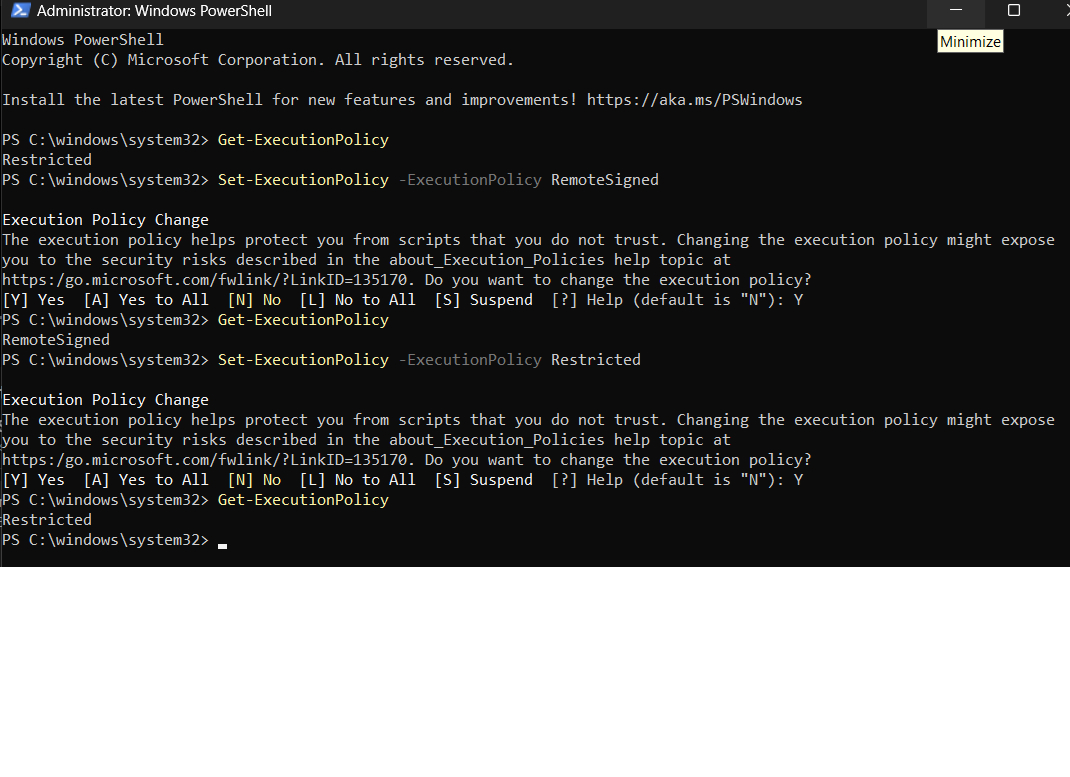 Administrator: Windows PowerShell
Minimize
Windows PowerShell
Copyright (C) Microsoft Corporation. All rights reserved.
Install the latest PowerShell for new features and improvements! https://aka.ms/PSWindows
PS C:\windows\system32> Get-ExecutionPolicy
Restricted
PS C:\windows\system32> Set-ExecutionPolicy -ExecutionPolicy RemoteSigned
Execution Policy Change
The execution policy helps protect you from scripts that you do not trust. Changing the execution policy might expose
you to the security risks described in the about_Execution_Policies help topic at
https:/go.microsoft.com/fwlink/?LinkID=135170. Do you want to change the execution policy?
[Y] Yes  [A] Yes to All  [N] No  [L] No to All  [S] Suspend  [?] Help (default is "N"): Y
PS C:\windows\system32> Get-ExecutionPolicy
RemoteSigned
PS C:\windows\system32> Set-ExecutionPolicy -ExecutionPolicy Restricted
Execution Policy Change
The execution policy helps protect you from scripts that you do not trust. Changing the execution policy might expose
you to the security risks described in the about_Execution_Policies help topic at
https:/go.microsoft.com/fwlink/?LinkID=135170. Do you want to change the execution policy?
[Y] Yes  [A] Yes to All  [N] No  [L] No to All  [S] Suspend  [?] Help (default is "N"): Y
PS C:\windows\system32> Get-ExecutionPolicy
Restricted
PS C:\windows\system32>